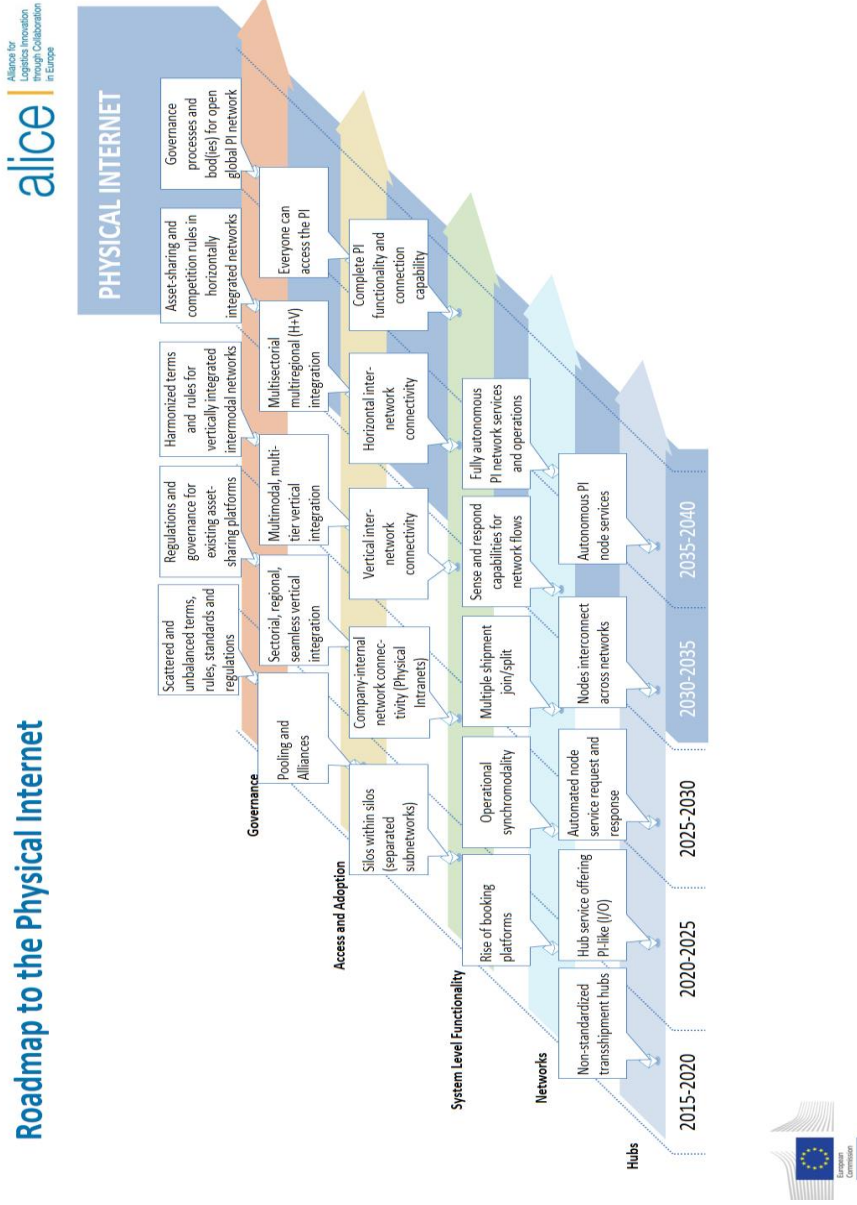 Roadmap to the Physical Internet
alice
Alliance for
Logistics Innovation
through Collaboration
in Europe
PHYSICAL INTERNET
Governance
Scattered and
unbalanced terms,
rules, standards and
regulations
Regulations and
governance for
existing asset-
sharing platforms
Harmonized terms
and rules for
vertically integrated
intermodal networks
Asset-sharing and
competition rules in
horizontally
integrated networks
Governance
processes and
bod(ies) for open
global PI network
Access and Adoption
Pooling and
Alliances
Sectorial, regional,
seamless vertical
integration
Multimodal, multi-
tier vertical
integration
Multisectorial
multiregional (H+V)
integration
Everyone can
access the PI
System Level Functionality
Silos within silos
(separated
subnetworks)
Company-internal
network connec-
tivity (Physical
Intranets)
Vertical inter-
network
connectivity
Horizontal inter-
network
connectivity
Complete PI
functionality and
connection
capability
Networks
Rise of booking
platforms
Operational
synchromodality
Multiple shipment
join/split
Sense and respond
capabilities for
network flows
Fully autonomous
PI network services
and operations
Hubs
Non-standardized
transshipment hubs
Hub service offering
PI-like (I/O)
Automated node
service request and
response
Nodes interconnect
across networks
Autonomous PI
node services
2015-2020
2020-2025
2025-2030
2030-2035
2035-2040
European
Commission